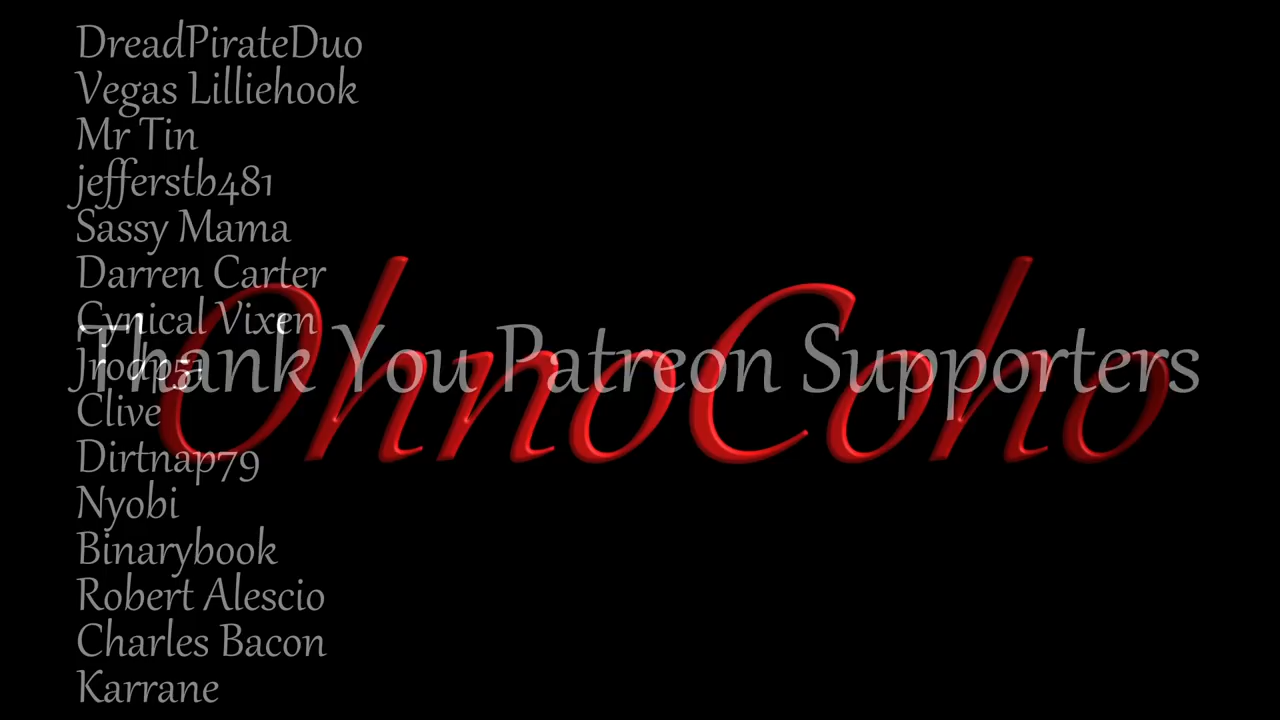 DreadPirateDuo
Vegas Lilliehook
Mr Tin
jefferstb481
Sassy Mama
Darren Carter
Cynical Vixen
Thank You Patreon Supporters
OhnoCoho
Jrodp51
Clive
Dirtnap79
Nyobi
Binarybook
Robert Alescio
Charles Bacon
Karrane